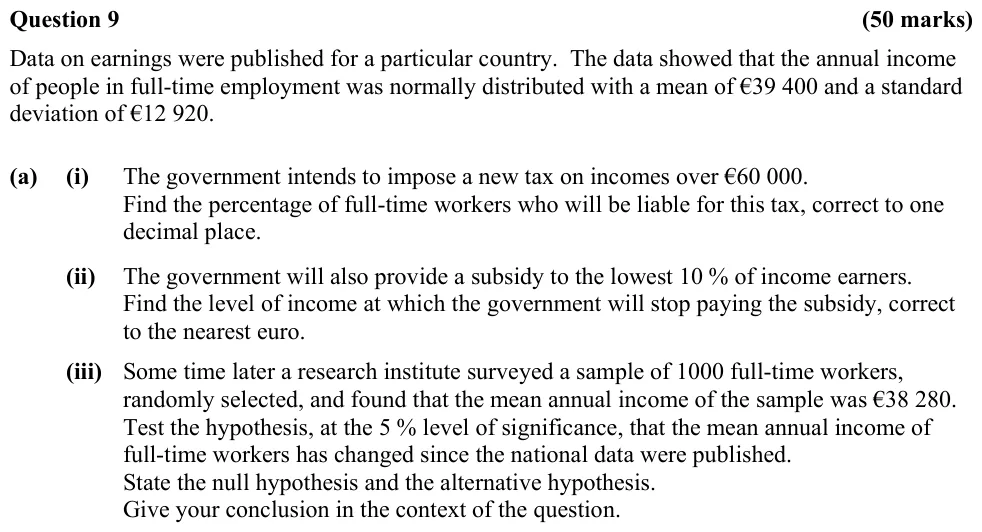 Question 9 (50 marks)
Data on earnings were published for a particular country. The data showed that the annual income
of people in full-time employment was normally distributed with a mean of €39 400 and a standard
deviation of €12 920.
(a) (i) The government intends to impose a new tax on incomes over €60 000.
Find the percentage of full-time workers who will be liable for this tax, correct to one
decimal place.
(ii) The government will also provide a subsidy to the lowest 10 % of income earners.
Find the level of income at which the government will stop paying the subsidy, correct
to the nearest euro.
(iii) Some time later a research institute surveyed a sample of 1000 full-time workers,
randomly selected, and found that the mean annual income of the sample was €38 280.
Test the hypothesis, at the 5 % level of significance, that the mean annual income of
full-time workers has changed since the national data were published.
State the null hypothesis and the alternative hypothesis.
Give your conclusion in the context of the question.